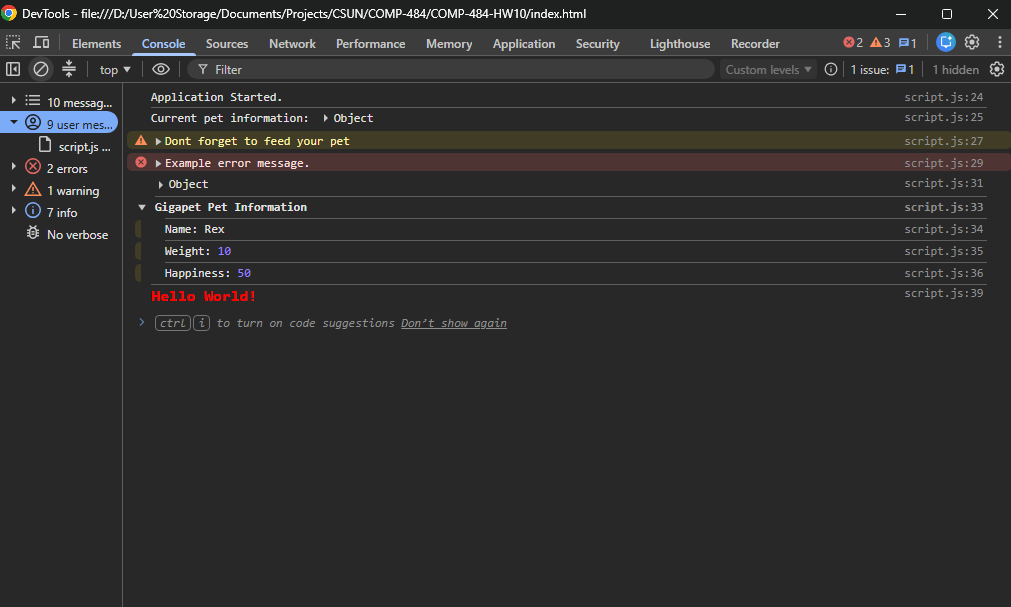 DevTools - file:///D:/User%20Storage/Documents/Projects/CSUN/COMP-484/COMP-484-HW10/index.html
Elements Console Sources Network Performance Memory Application Security Lighthouse Recorder 2 3 1
top Filter Custom levels 1 issue: 1 1 hidden
10 messag...
9 user mes...
script.js ...
2 errors
1 warning
7 info
No verbose
Application Started. script.js:24
Current pet information: Object script.js:25
Dont forget to feed your pet script.js:27
Example error message. script.js:29
Object script.js:31
Gigapet Pet Information script.js:33
Name: Rex script.js:34
Weight: 10 script.js:35
Happiness: 50 script.js:36
Hello World! script.js:39
ctrl i to turn on code suggestions Don't show again